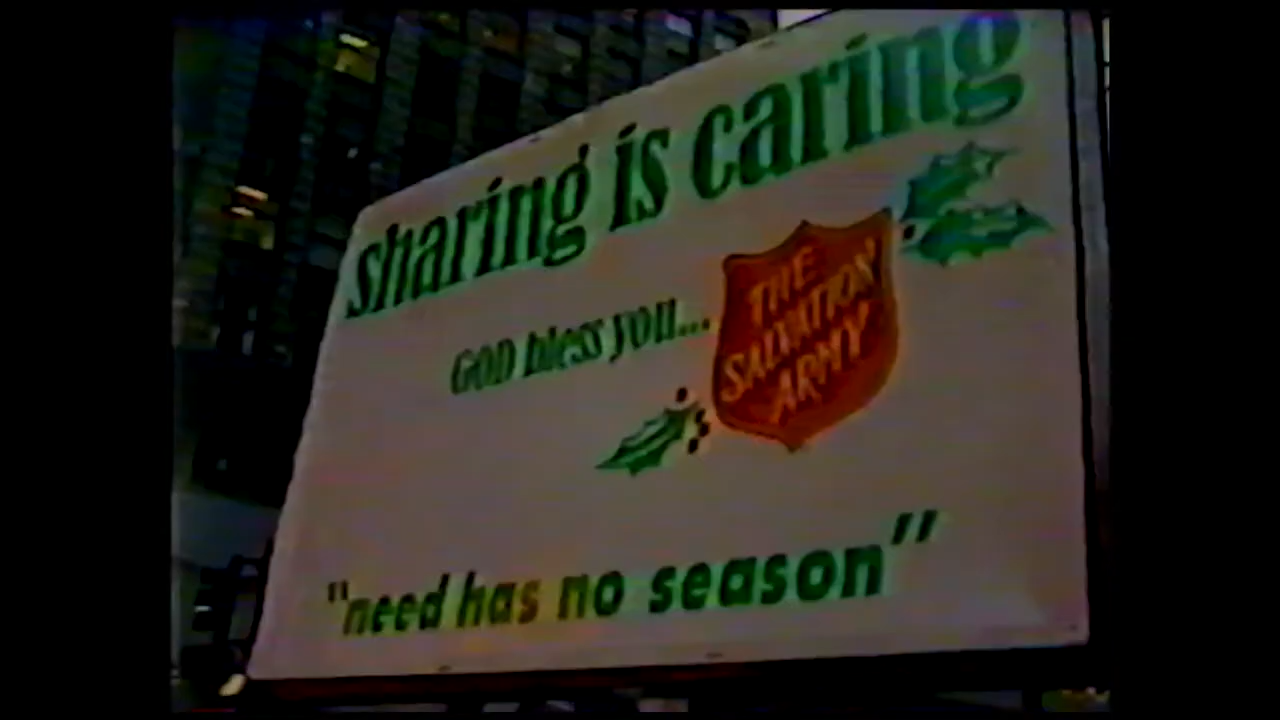 sharing is caring
GOD bless you...
THE
SALVATION
ARMY
"need has no season"